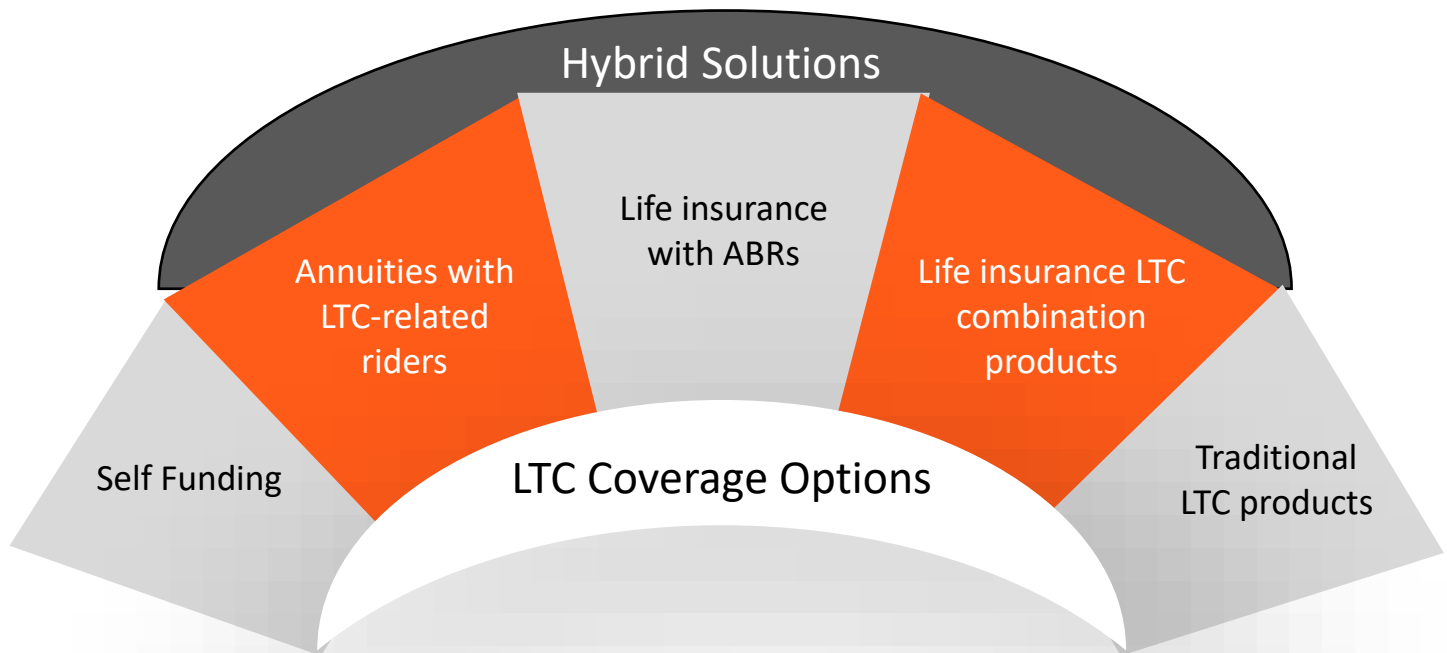 Hybrid Solutions
Self Funding
Annuities with
LTC-related
riders
Life insurance
with ABRs
Life insurance LTC
combination
products
Traditional
LTC products
LTC Coverage Options